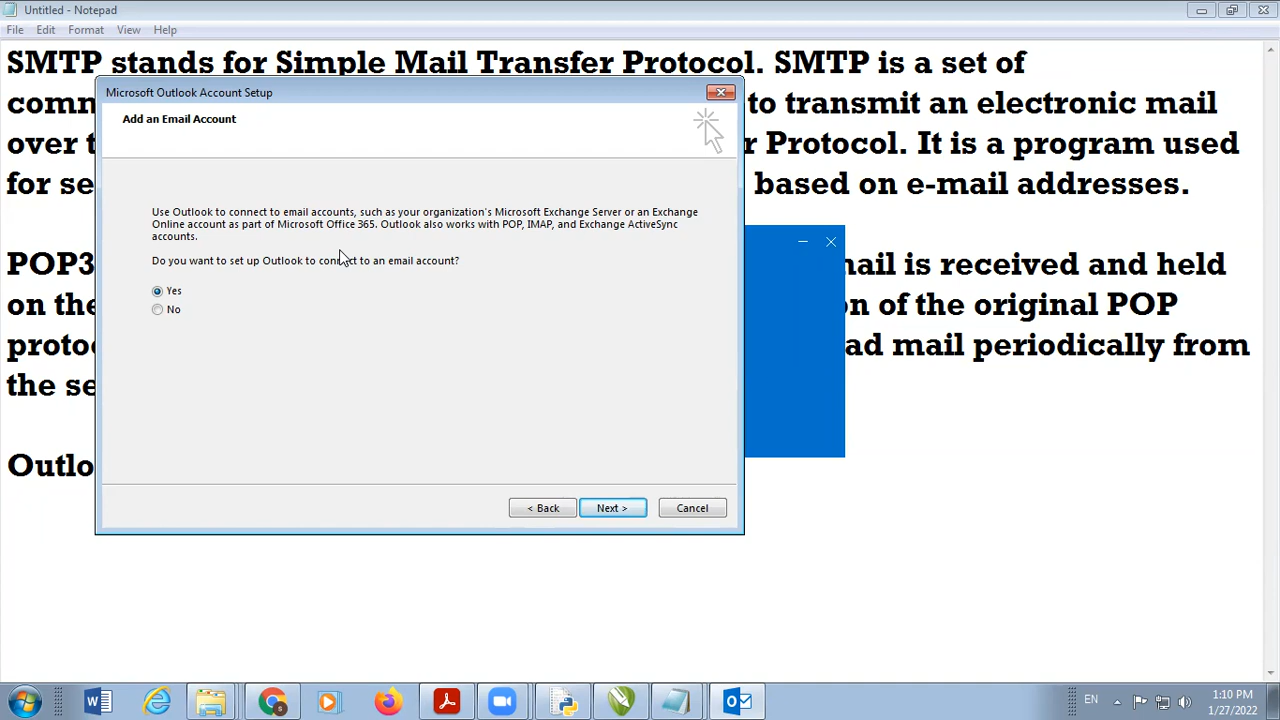 Untitled - Notepad
File Edit Format View Help
SMTP stands for Simple Mail Transfer Protocol. SMTP is a set of
comm to transmit an electronic mail
over t r Protocol. It is a program used
for se based on e-mail addresses.
POP3 mail is received and held
on the on of the original POP
protoc ad mail periodically from
the se
Outlo
Microsoft Outlook Account Setup
Add an Email Account
Use Outlook to connect to email accounts, such as your organization's Microsoft Exchange Server or an Exchange
Online account as part of Microsoft Office 365. Outlook also works with POP, IMAP, and Exchange ActiveSync
accounts.
Do you want to set up Outlook to connect to an email account?
Yes
No
< Back Next > Cancel
EN
1:10 PM
1/27/2022